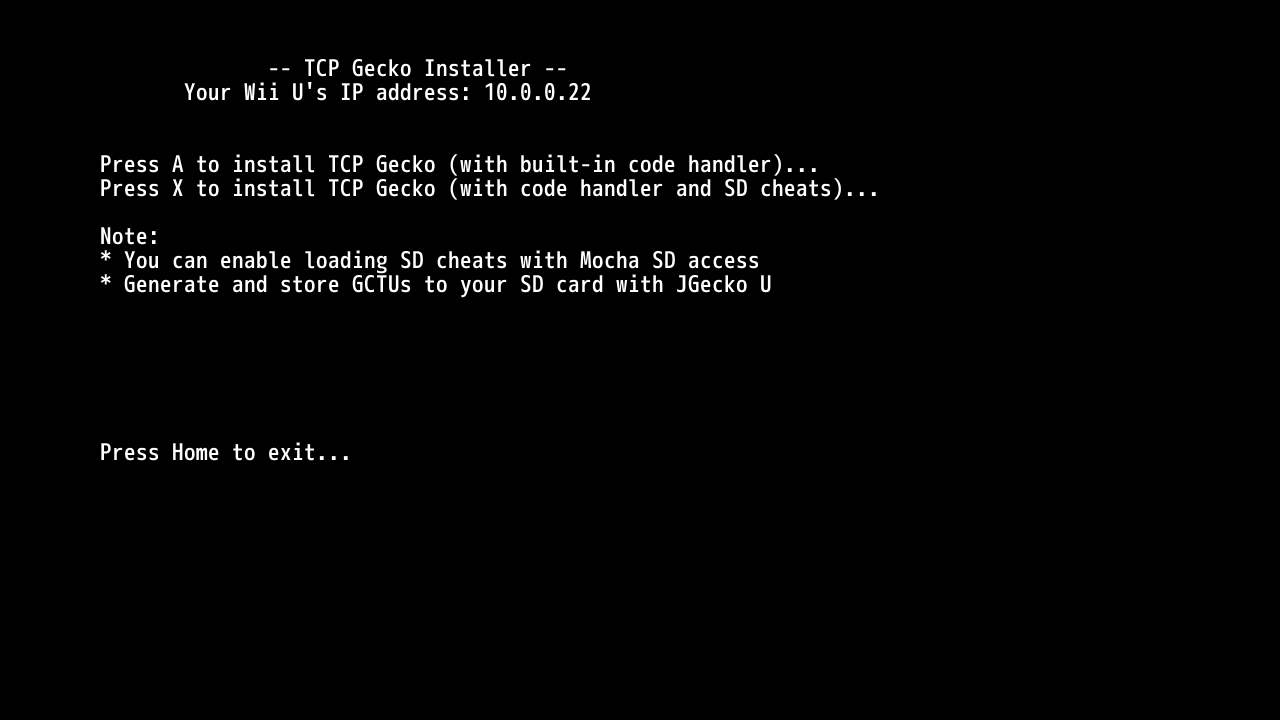 -- TCP Gecko Installer --
Your Wii U's IP address: 10.0.0.22
Press A to install TCP Gecko (with built-in code handler)...
Press X to install TCP Gecko (with code handler and SD cheats)...
Note:
* You can enable loading SD cheats with Mocha SD access
* Generate and store GCTUs to your SD card with JGecko U
Press Home to exit...